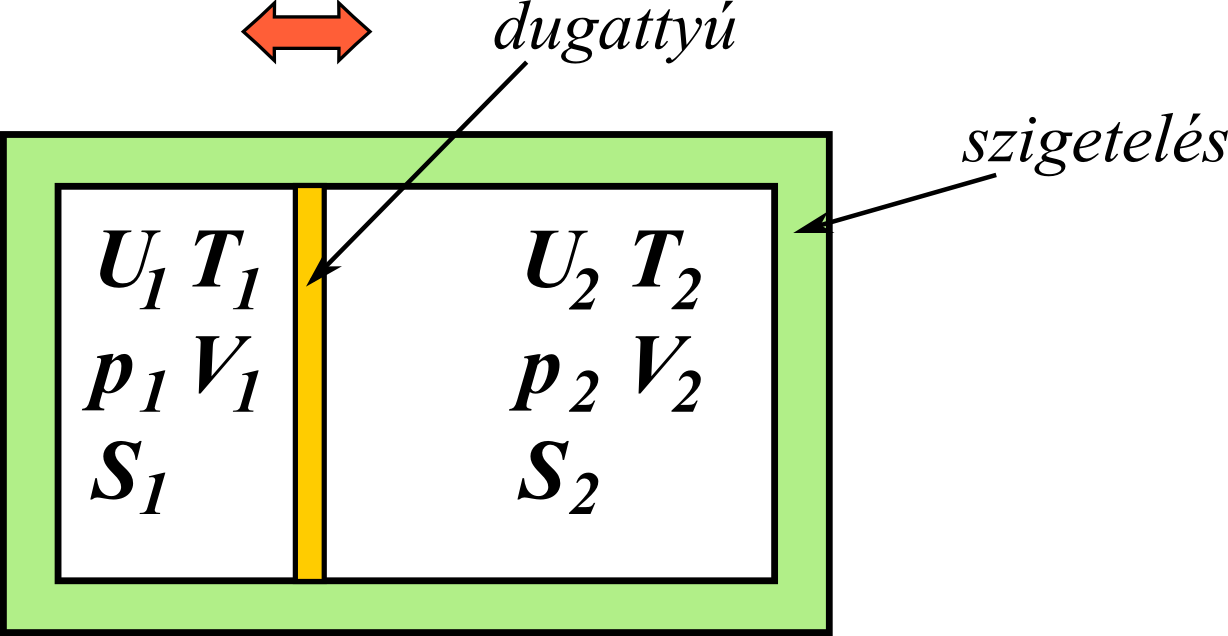 dugattyú
szigetelés
U1 T1
p1 V1
S1
U2 T2
p2 V2
S2